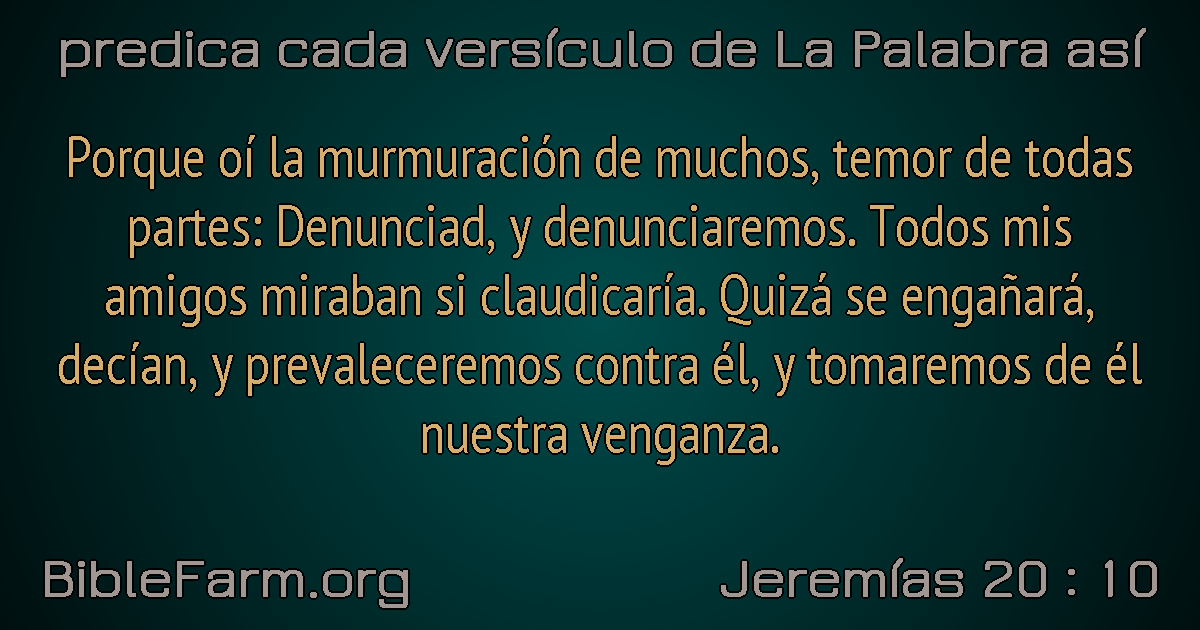 predica cada versículo de La Palabra así
Porque oí la murmuración de muchos, temor de todas
partes: Denunciad, y denunciaremos. Todos mis
amigos miraban si claudicaría. Quizá se engañará,
decían, y prevaleceremos contra él, y tomaremos de él
nuestra venganza.
BibleFarm.org
Jeremías 20 : 10